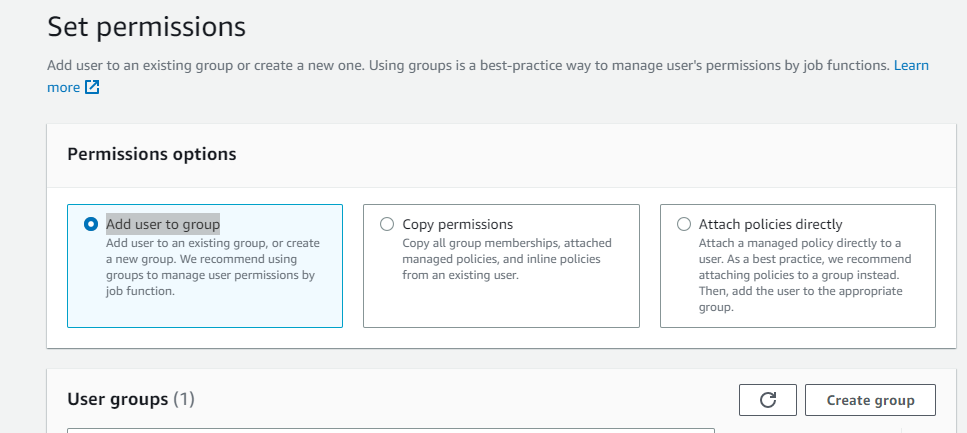 Set permissions
Add user to an existing group or create a new one. Using groups is a best-practice way to manage user's permissions by job functions. Learn
more
Permissions options
Add user to group
Add user to an existing group, or create
a new group. We recommend using
groups to manage user permissions by
job function.
Copy permissions
Copy all group memberships, attached
managed policies, and inline policies
from an existing user.
Attach policies directly
Attach a managed policy directly to a
user. As a best practice, we recommend
attaching policies to a group instead.
Then, add the user to the appropriate
group.
User groups (1)
Create group